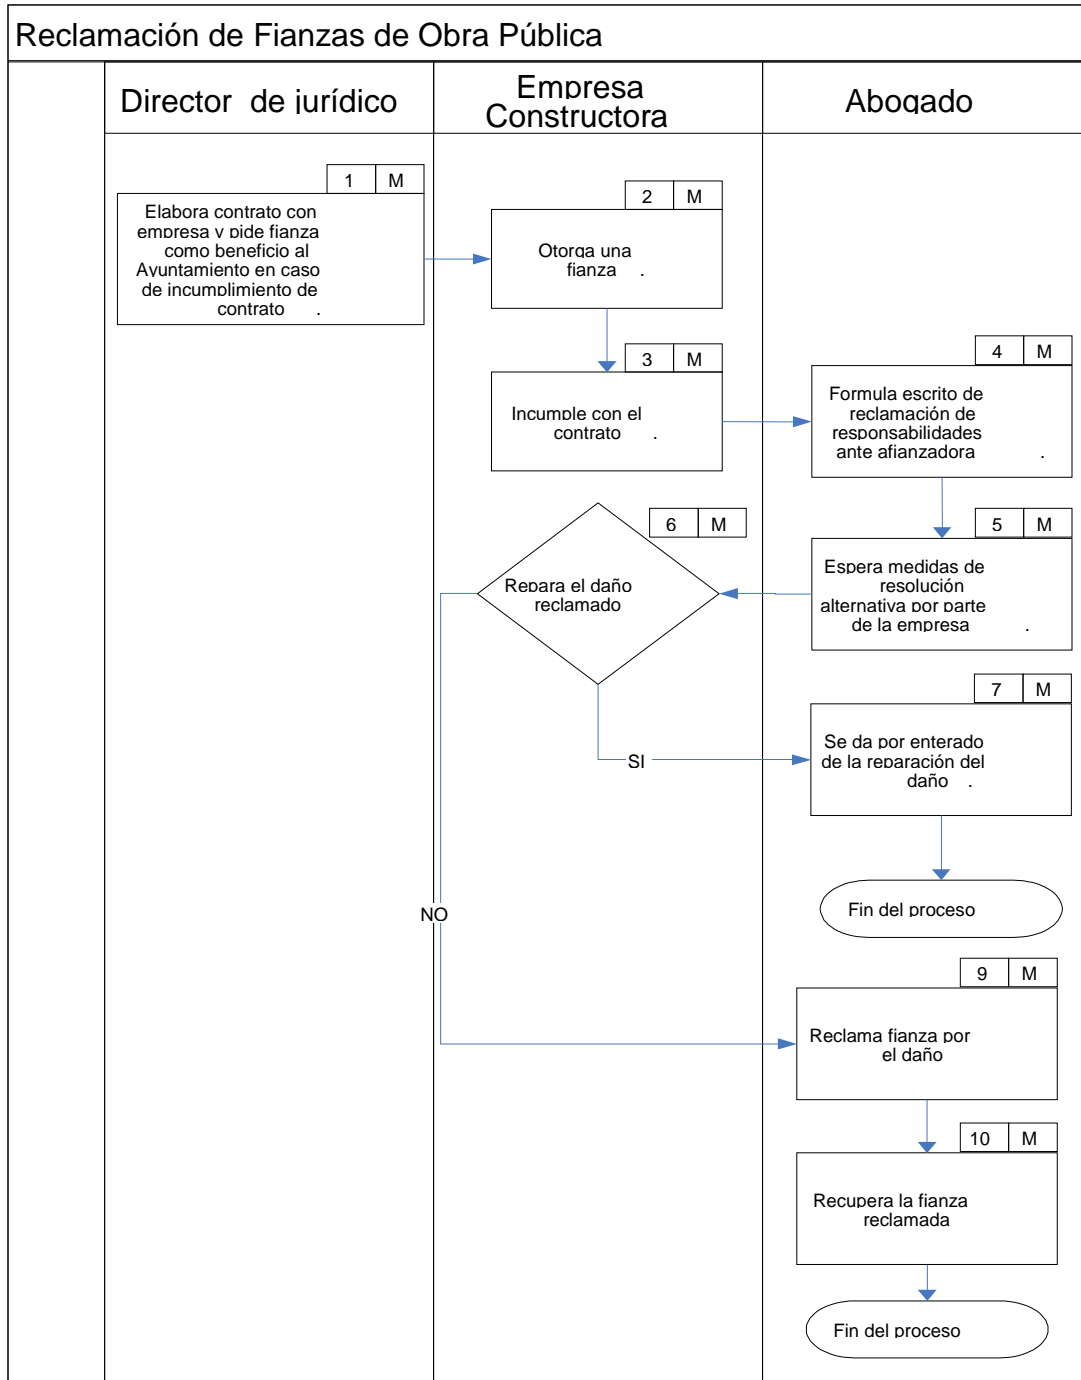 Reclamación de Fianzas de Obra Pública
Director de jurídico
Empresa
Constructora
Abogado
1 M
Elabora contrato con
empresa y pide fianza
como beneficio al
Ayuntamiento en caso
de incumplimiento de
contrato .
2 M
Otorga una
fianza .
3 M
Incumple con el
contrato .
4 M
Formula escrito de
reclamación de
responsabilidades
ante afianzadora .
5 M
Espera medidas de
resolución
alternativa por parte
de la empresa .
6 M
Repara el daño
reclamado
SI
7 M
Se da por enterado
de la reparación del
daño .
Fin del proceso
NO
9 M
Reclama fianza por
el daño
10 M
Recupera la fianza
reclamada
Fin del proceso